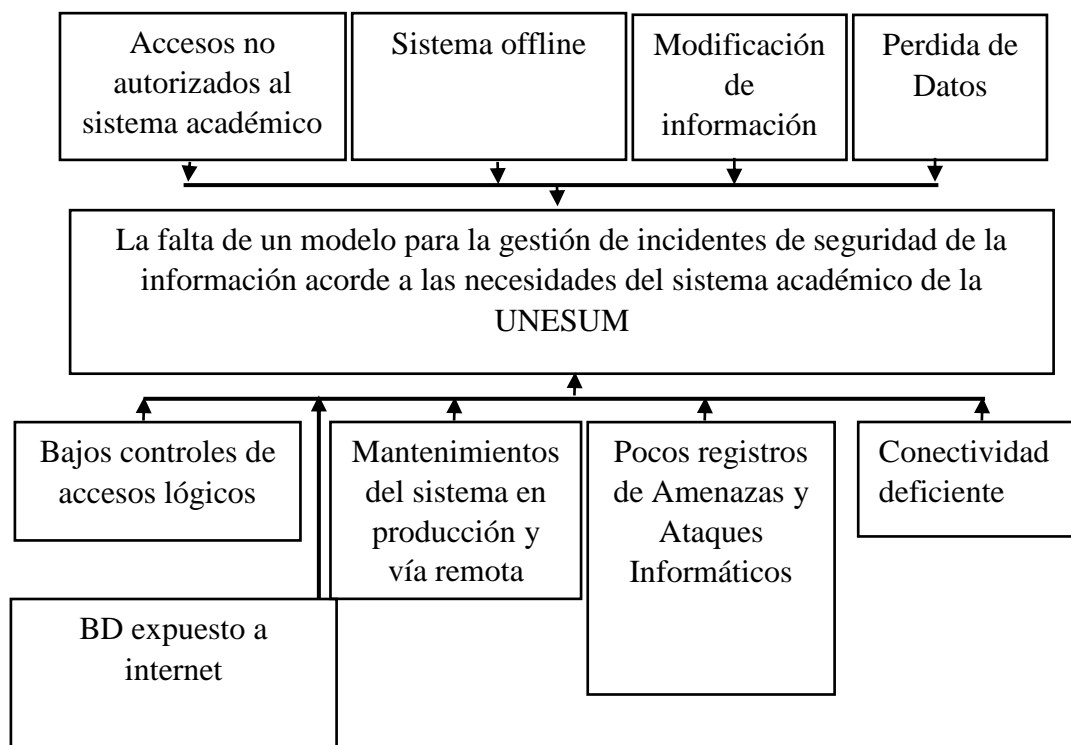 Accesos no
autorizados al
sistema académico
Sistema offline
Modificación
de
información
Perdida de
Datos
La falta de un modelo para la gestión de incidentes de seguridad de la
información acorde a las necesidades del sistema académico de la
UNESUM
Bajos controles de
accesos lógicos
Mantenimientos
del sistema en
producción y
vía remota
Pocos registros
de Amenazas y
Ataques
Informáticos
Conectividad
deficiente
BD expuesto a
internet